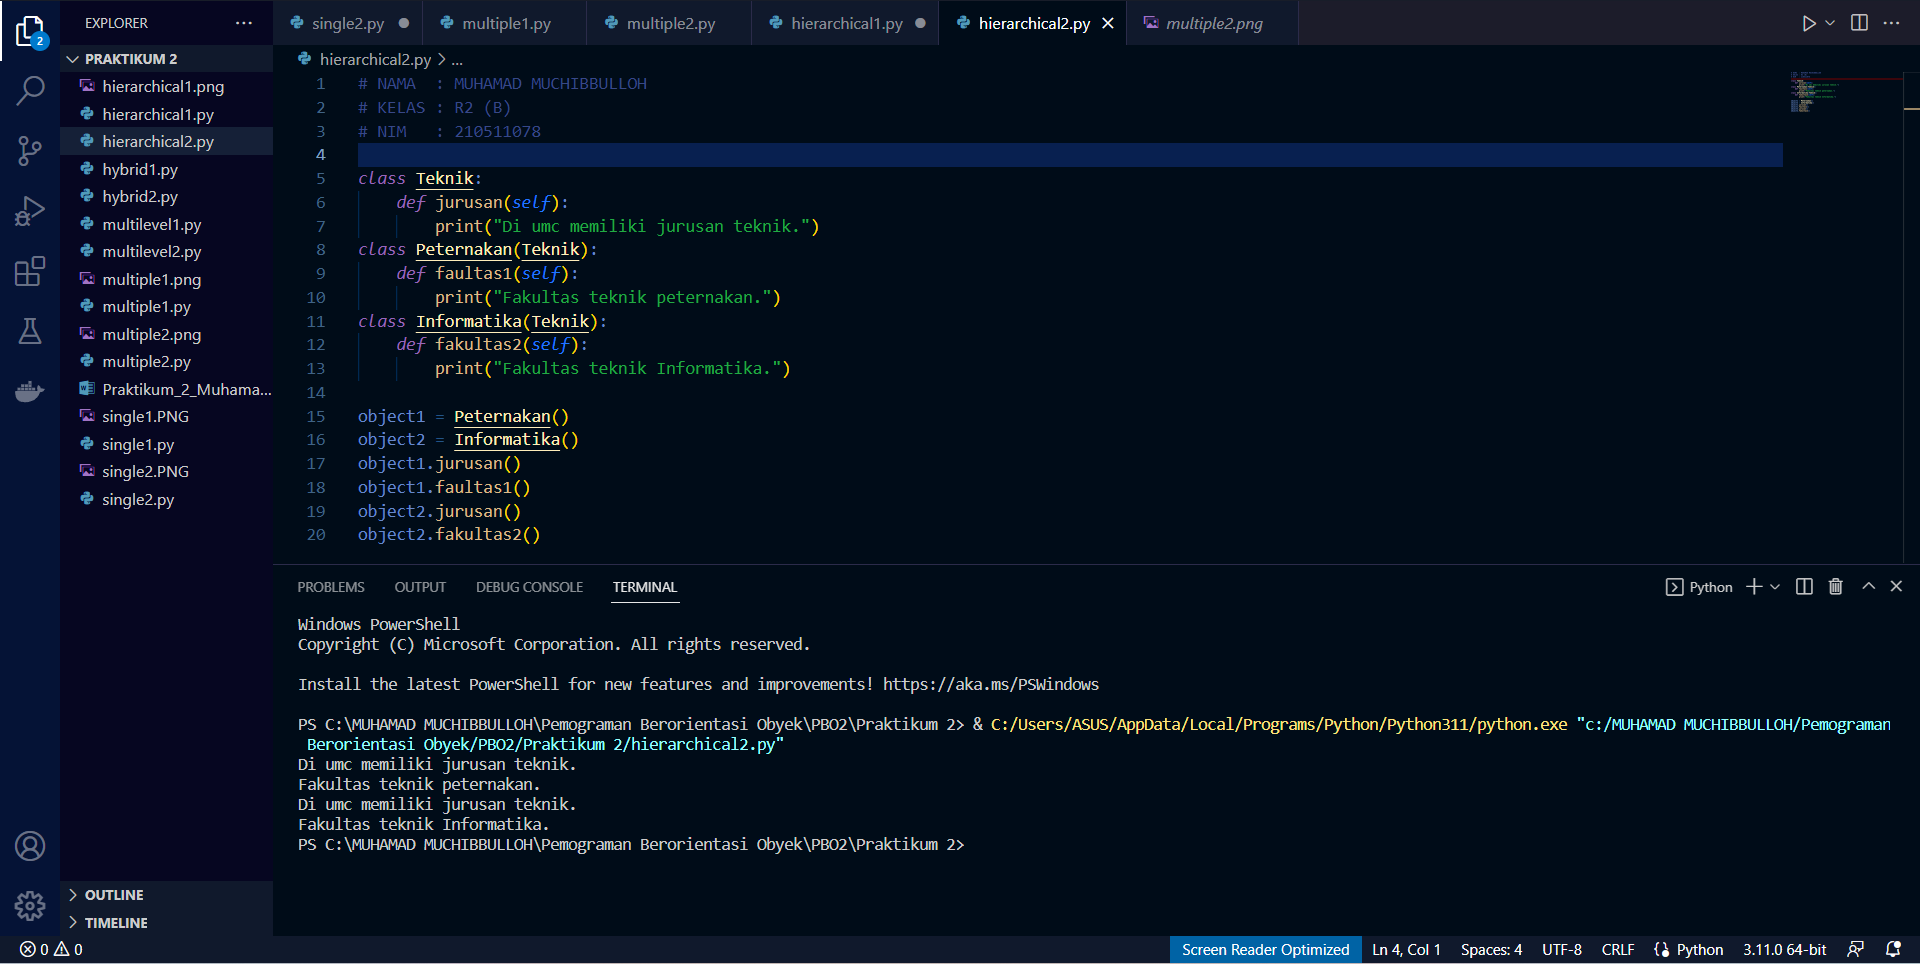 EXPLORER ···
single2.py
multiple1.py
multiple2.py
hierarchical1.py
hierarchical2.py
multiple2.png
2
PRAKTIKUM 2
hierarchical1.png
hierarchical1.py
hierarchical2.py
hybrid1.py
hybrid2.py
multilevel1.py
multilevel2.py
multiple1.png
multiple1.py
multiple2.png
multiple2.py
Praktikum_2_Muhama...
single1.PNG
single1.py
single2.PNG
single2.py
OUTLINE
TIMELINE
hierarchical2.py > ...
1 # NAMA  : MUHAMAD MUCHIBBULLOH
2 # KELAS : R2 (B)
3 # NIM   : 210511078
4
5 class Teknik:
6     def jurusan(self):
7         print("Di umc memiliki jurusan teknik.")
8 class Peternakan(Teknik):
9     def faultas1(self):
10         print("Fakultas teknik peternakan.")
11 class Informatika(Teknik):
12     def fakultas2(self):
13         print("Fakultas teknik Informatika.")
14
15 object1 = Peternakan()
16 object2 = Informatika()
17 object1.jurusan()
18 object1.faultas1()
19 object2.jurusan()
20 object2.fakultas2()
PROBLEMS OUTPUT DEBUG CONSOLE TERMINAL Python
Windows PowerShell
Copyright (C) Microsoft Corporation. All rights reserved.
Install the latest PowerShell for new features and improvements! https://aka.ms/PSWindows
PS C:\MUHAMAD MUCHIBBULLOH\Pemograman Berorientasi Obyek\PBO2\Praktikum 2> & C:/Users/ASUS/AppData/Local/Programs/Python/Python311/python.exe "c:/MUHAMAD MUCHIBBULLOH/Pemograman
Berorientasi Obyek/PBO2/Praktikum 2/hierarchical2.py"
Di umc memiliki jurusan teknik.
Fakultas teknik peternakan.
Di umc memiliki jurusan teknik.
Fakultas teknik Informatika.
PS C:\MUHAMAD MUCHIBBULLOH\Pemograman Berorientasi Obyek\PBO2\Praktikum 2>
0 0 Screen Reader Optimized Ln 4, Col 1 Spaces: 4 UTF-8 CRLF Python 3.11.0 64-bit